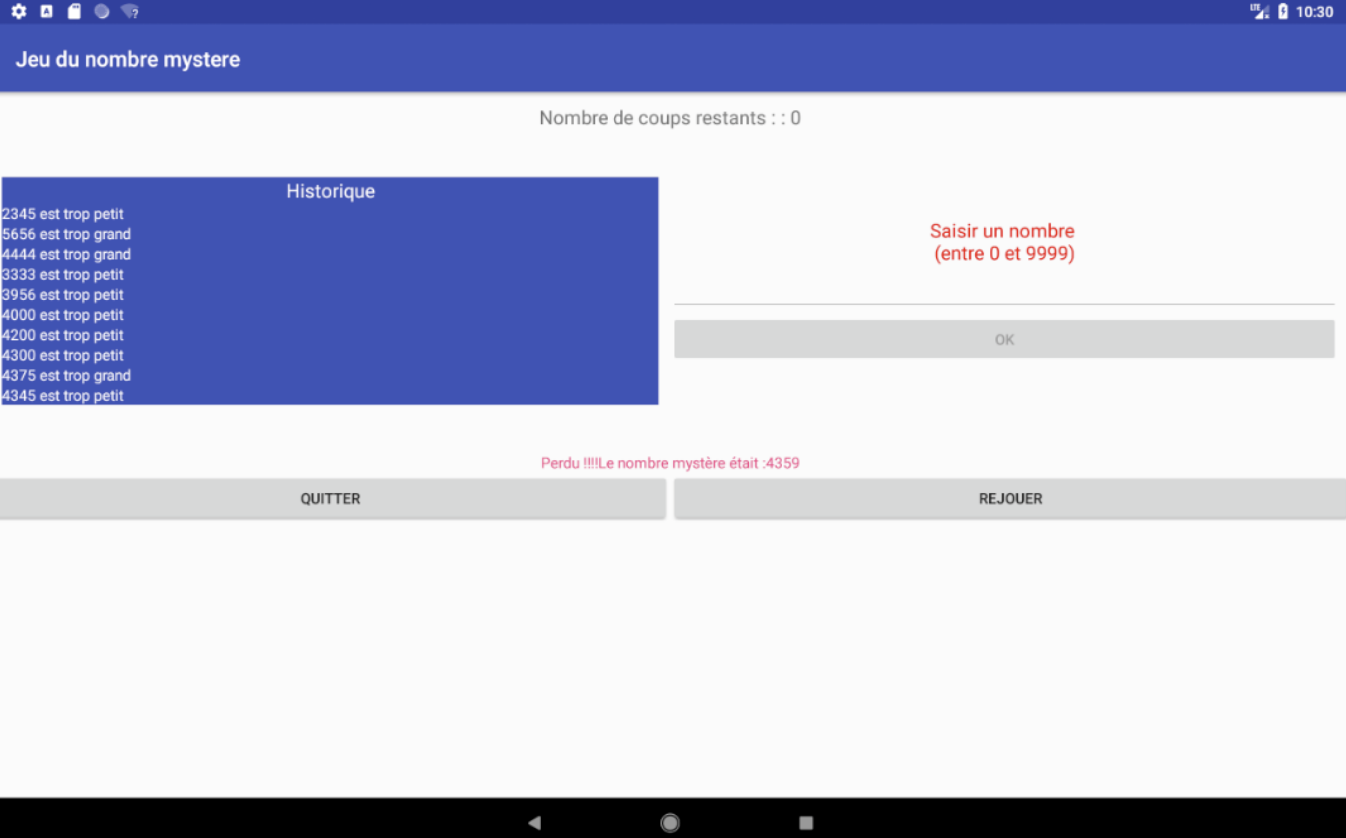 10:30
Jeu du nombre mystere
Nombre de coups restants : : 0
Historique
2345 est trop petit
5656 est trop grand
4444 est trop grand
3333 est trop petit
3956 est trop petit
4000 est trop petit
4200 est trop petit
4300 est trop petit
4375 est trop grand
4345 est trop petit
Saisir un nombre
(entre 0 et 9999)
OK
Perdu !!!!Le nombre mystère était :4359
QUITTER
REJOUER